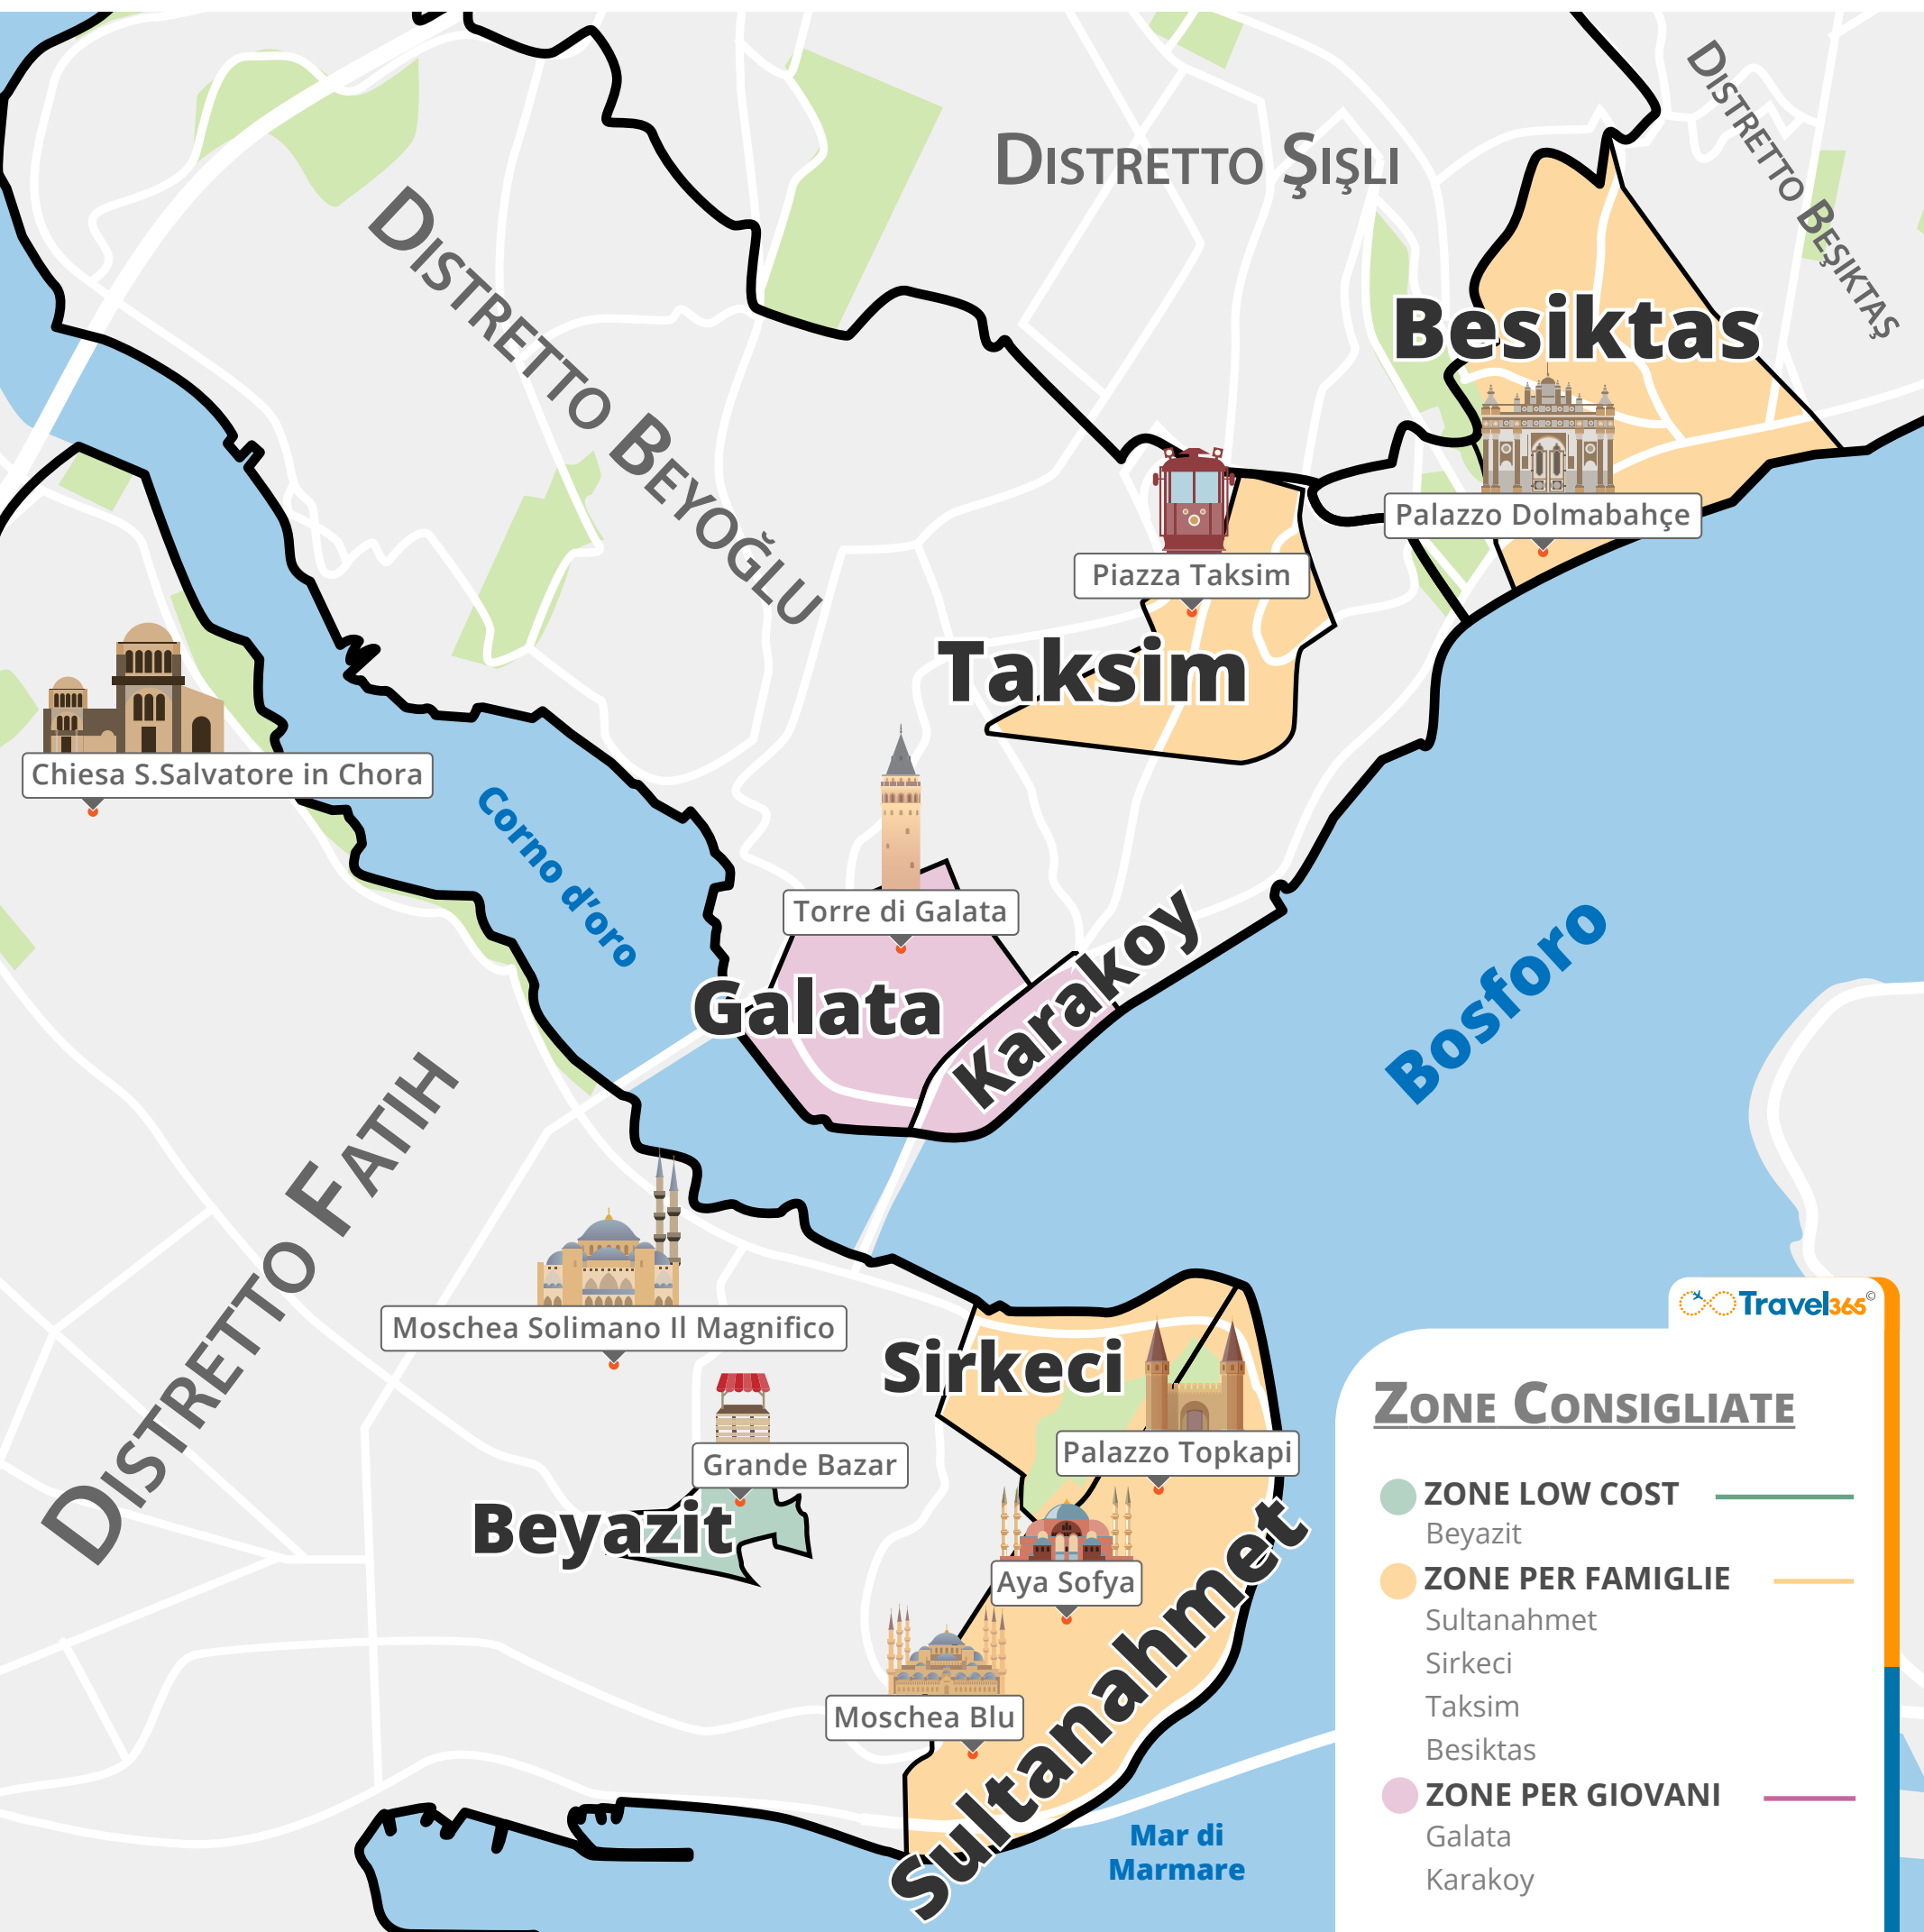 DISTRETTO ŞIŞLI
DISTRETTO BEŞIKTAŞ
DISTRETTO BEYOĞLU
Besiktas
Palazzo Dolmabahçe
Piazza Taksim
Taksim
Chiesa S.Salvatore in Chora
Corno d'oro
Torre di Galata
Galata
Karakoy
Bosforo
DISTRETTO FATIH
Moschea Solimano Il Magnifico
Sirkeci
Palazzo Topkapi
Grande Bazar
Beyazit
Aya Sofya
Sultanahmet
Moschea Blu
Mar di
Marmare
Travel365©
ZONE CONSIGLIATE
ZONE LOW COST
Beyazit
ZONE PER FAMIGLIE
Sultanahmet
Sirkeci
Taksim
Besiktas
ZONE PER GIOVANI
Galata
Karakoy